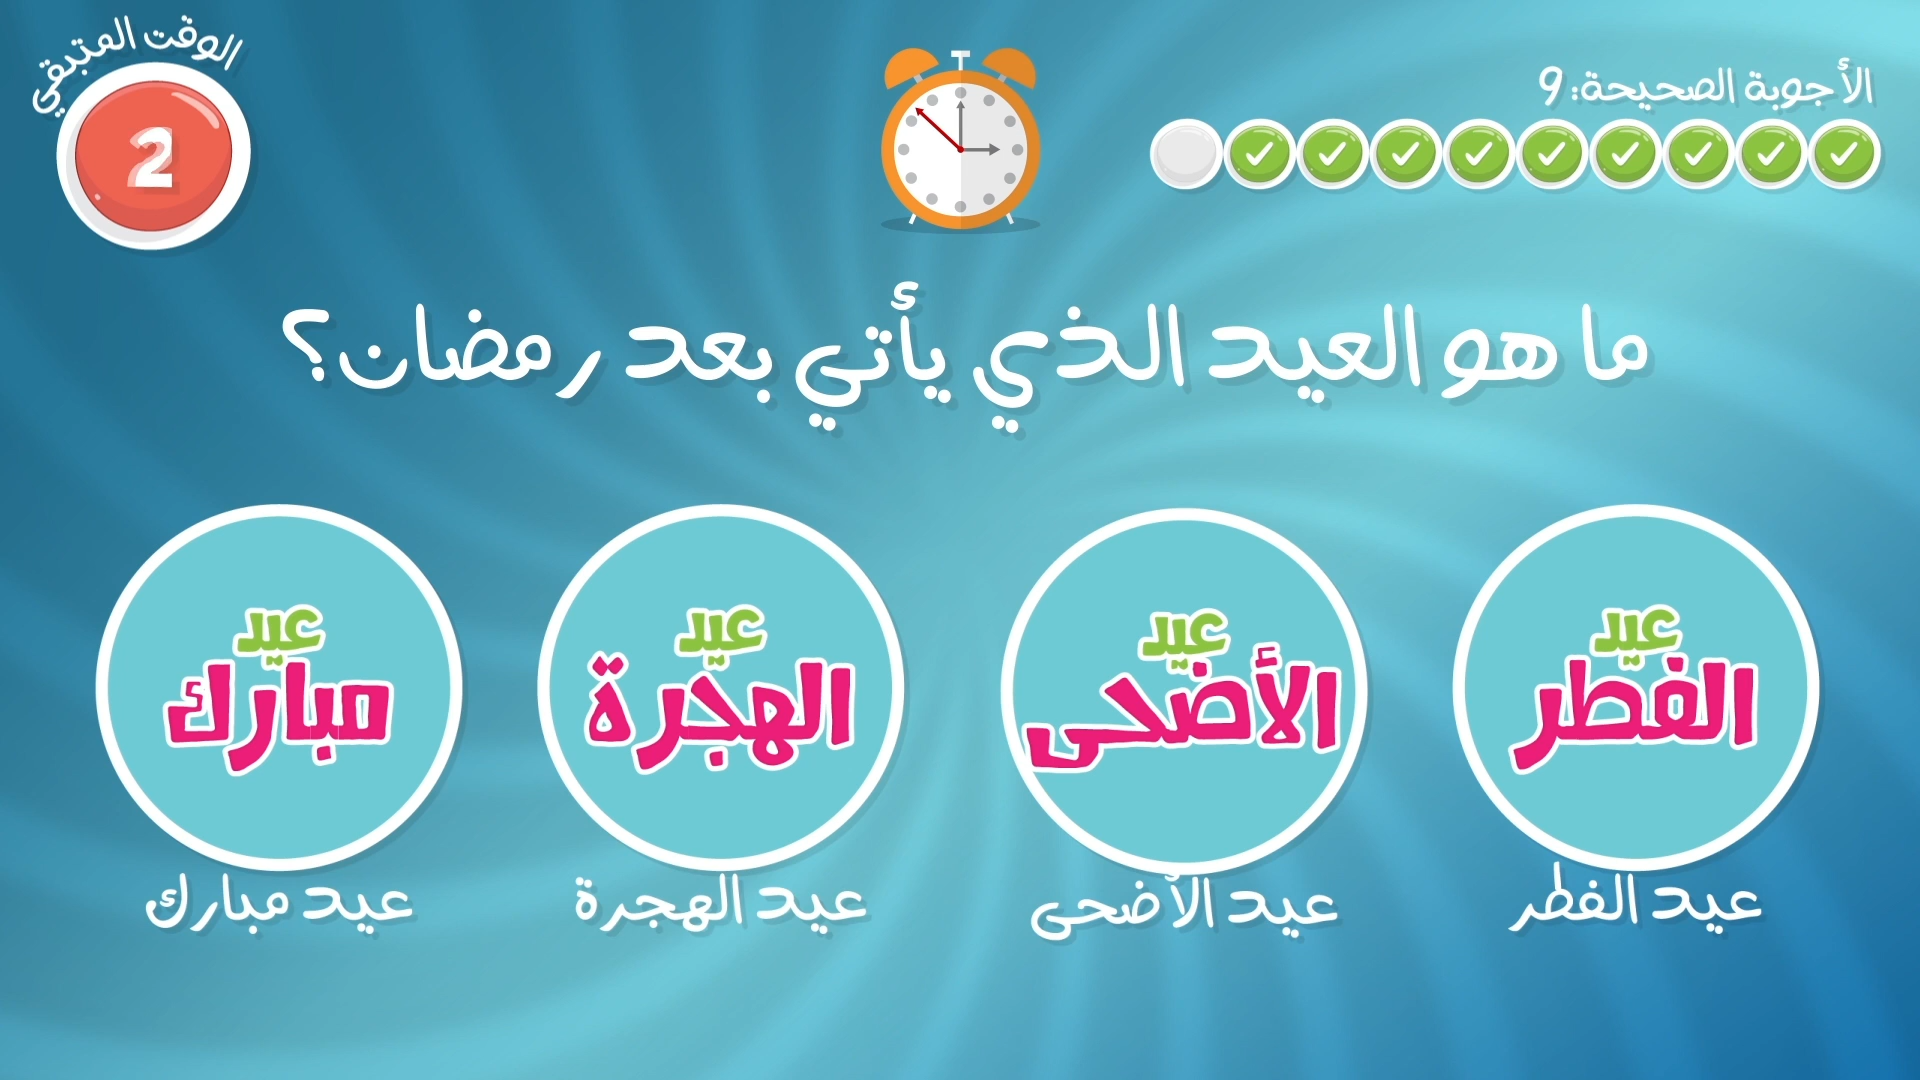 الأجوبة الصحيحة: 9
الوقت المتبقي
2
ما هو العيد الذي يأتي بعد رمضان؟
عيد
الفطر
عيد الفطر
عيد
الأضحى
عيد الأضحى
عيد
الهجرة
عيد الهجرة
عيد
مبارك
عيد مبارك